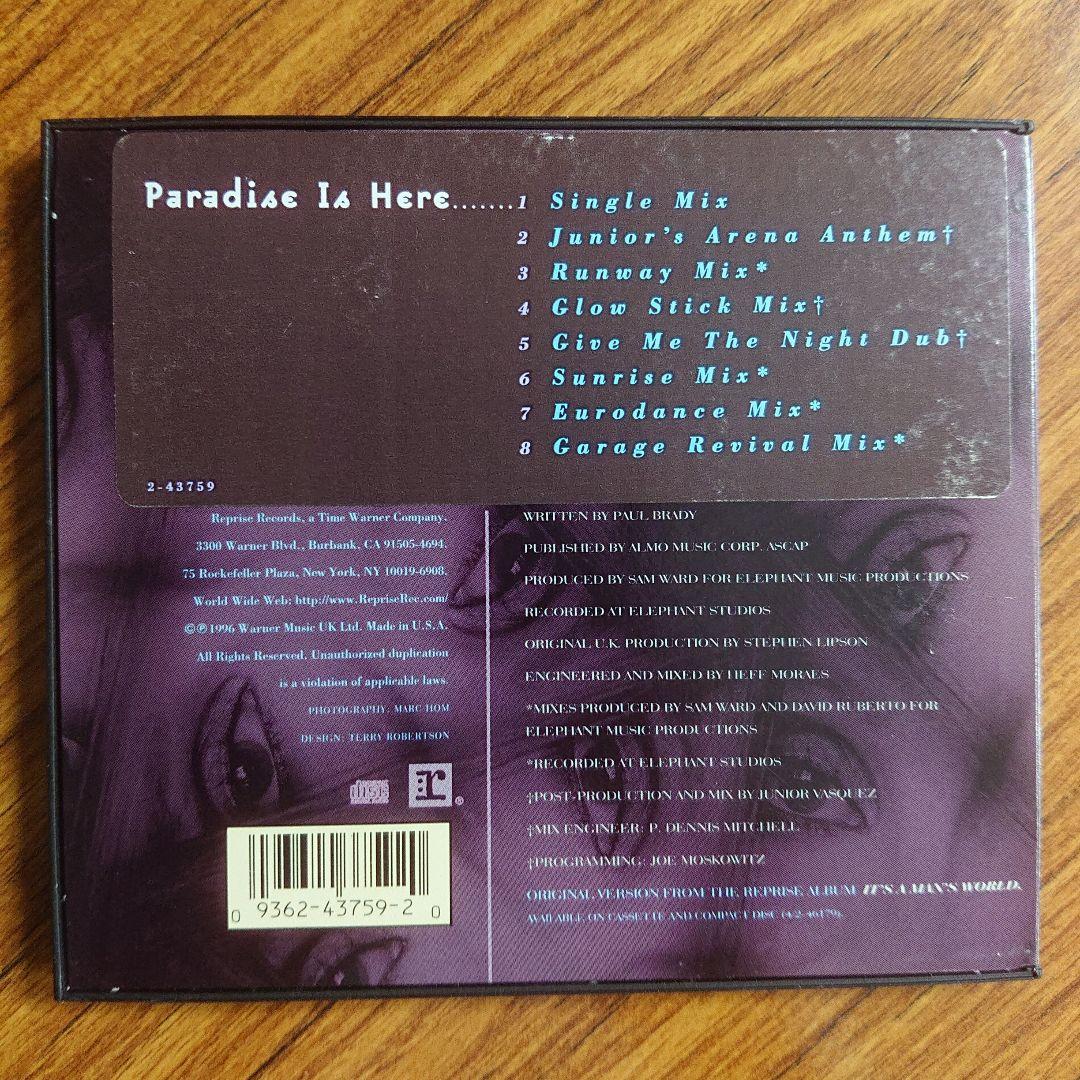 Paradise Is Here.......1 Single Mix
2 Junior's Arena Anthem†
3 Runway Mix*
4 Glow Stick Mix†
5 Give Me The Night Dub†
6 Sunrise Mix*
7 Eurodance Mix*
8 Garage Revival Mix*
2-43759
Reprise Records, a Time Warner Company.
3300 Warner Blvd., Burbank, CA 91505-4694.
75 Rockefeller Plaza, New York, NY 10019-6908.
World Wide Web: http://www.RepriseRec.com/
©℗1996 Warner Music UK Ltd. Made in U.S.A.
All Rights Reserved. Unauthorized duplication
is a violation of applicable laws.
PHOTOGRAPHY: MARC HOM
DESIGN: TERRY ROBERTSON
disc
r®
0 9362-43759-2 0
WRITTEN BY PAUL BRADY
PUBLISHED BY ALMO MUSIC CORP. ASCAP
PRODUCED BY SAM WARD FOR ELEPHANT MUSIC PRODUCTIONS
RECORDED AT ELEPHANT STUDIOS
ORIGINAL U.K. PRODUCTION BY STEPHEN LIPSON
ENGINEERED AND MIXED BY HEFF MORAES
*MIXES PRODUCED BY SAM WARD AND DAVID RUBERTO FOR
ELEPHANT MUSIC PRODUCTIONS
*RECORDED AT ELEPHANT STUDIOS
†POST-PRODUCTION AND MIX BY JUNIOR VASQUEZ
†MIX ENGINEER: P. DENNIS MITCHELL
†PROGRAMMING: JOE MOSKOWITZ
ORIGINAL VERSION FROM THE REPRISE ALBUM IT'S A MAN'S WORLD.
AVAILABLE ON CASSETTE AND COMPACT DISC (4/2-46179).